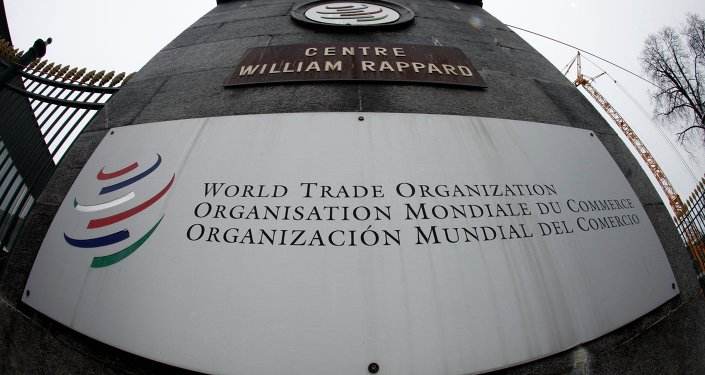 CENTRE
WILLIAM RAPPARD
WORLD TRADE ORGANIZATION
ORGANISATION MONDIALE DU COMMERCE
ORGANIZACIÓN MUNDIAL DEL COMERCIO